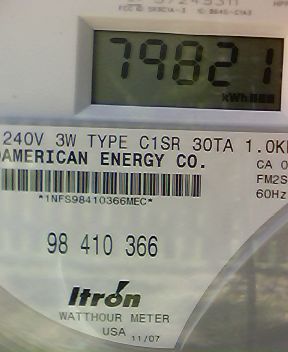 79821
kWh
240V 3W TYPE C1SR 30TA 1.0K
AMERICAN ENERGY CO.
CA
FM2S
60Hz
*1NFS98410366MEC*
98 410 366
Itron
WATTHOUR METER
USA 11/07